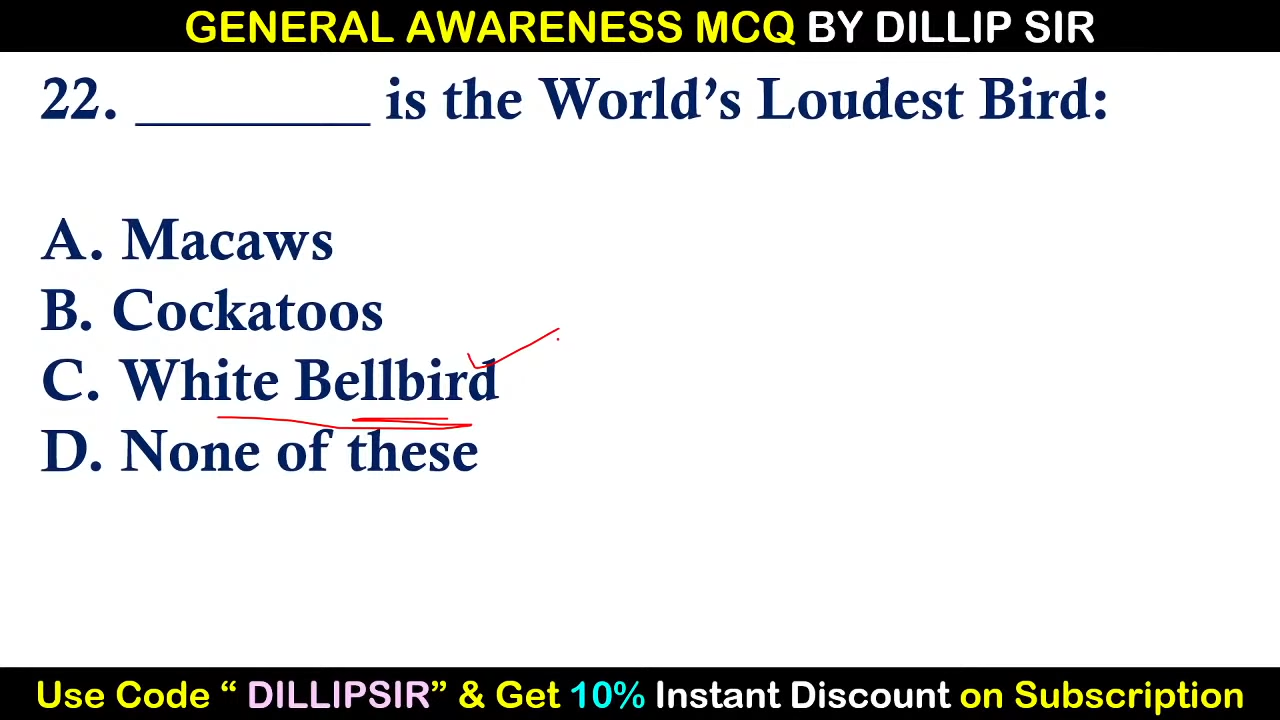 GENERAL AWARENESS MCQ BY DILLIP SIR
22. ________ is the World’s Loudest Bird:
A. Macaws
B. Cockatoos
C. White Bellbird
D. None of these
Use Code “ DILLIPSIR” & Get 10% Instant Discount on Subscription